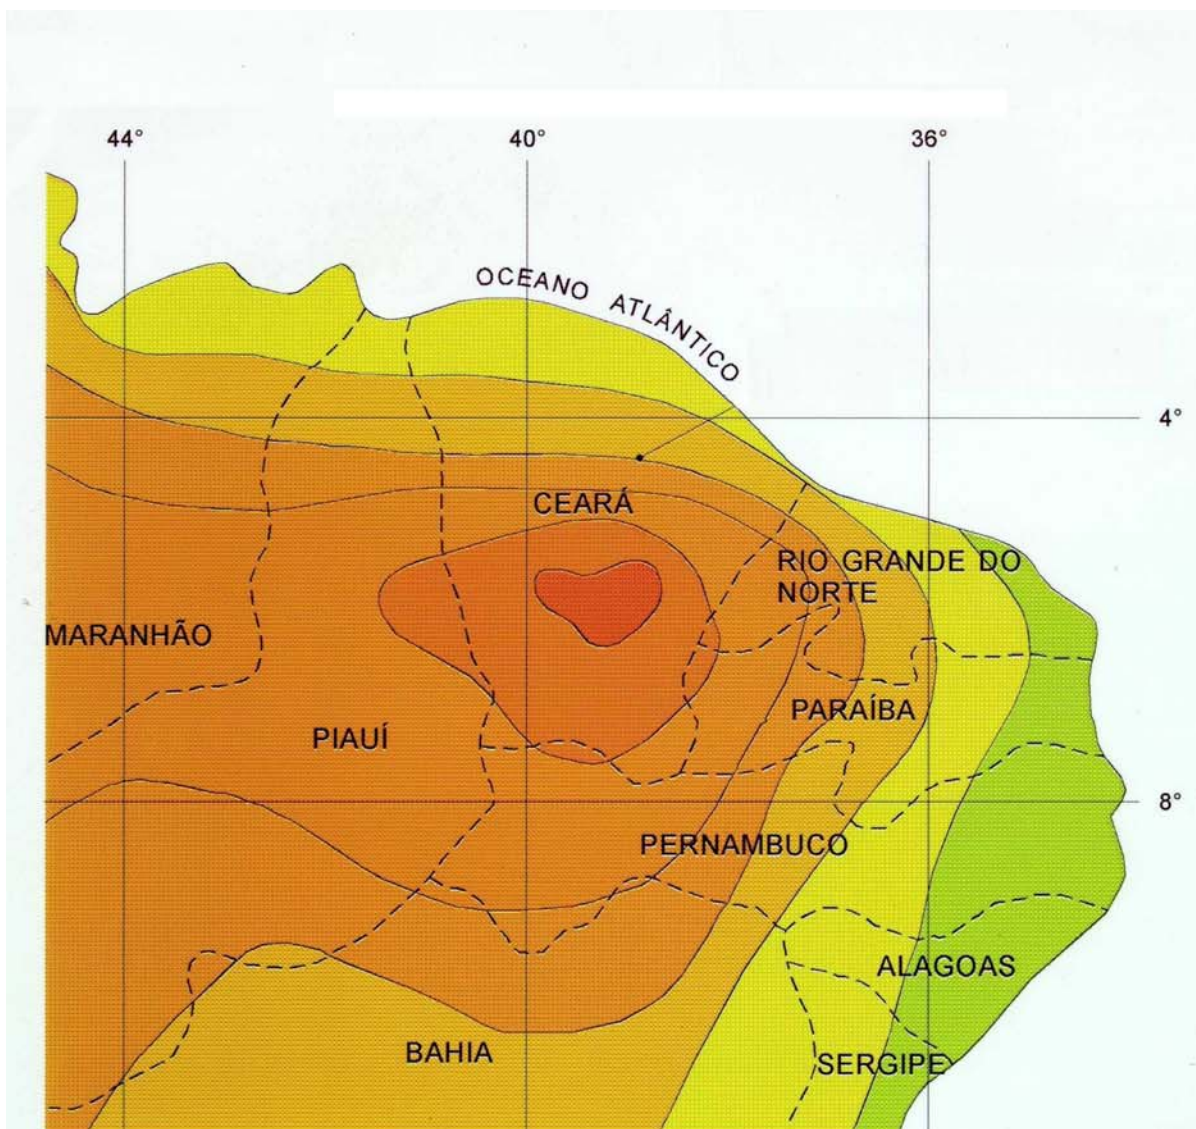 44°
40°
36°
OCEANO ATLÂNTICO
4°
CEARÁ
RIO GRANDE DO
NORTE
MARANHÃO
PARAÍBA
PIAUÍ
8°
PERNAMBUCO
ALAGOAS
BAHIA
SERGIPE